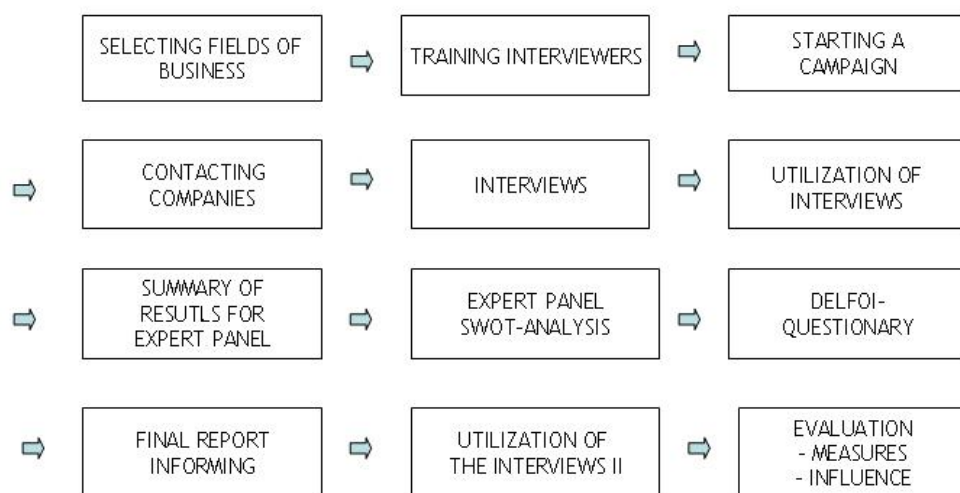 SELECTING FIELDS OF
BUSINESS
TRAINING INTERVIEWERS
STARTING A
CAMPAIGN
CONTACTING
COMPANIES
INTERVIEWS
UTILIZATION OF
INTERVIEWS
SUMMARY OF
RESUTLS FOR
EXPERT PANEL
EXPERT PANEL
SWOT-ANALYSIS
DELFOI-
QUESTIONARY
FINAL REPORT
INFORMING
UTILIZATION OF
THE INTERVIEWS II
EVALUATION
- MEASURES
- INFLUENCE